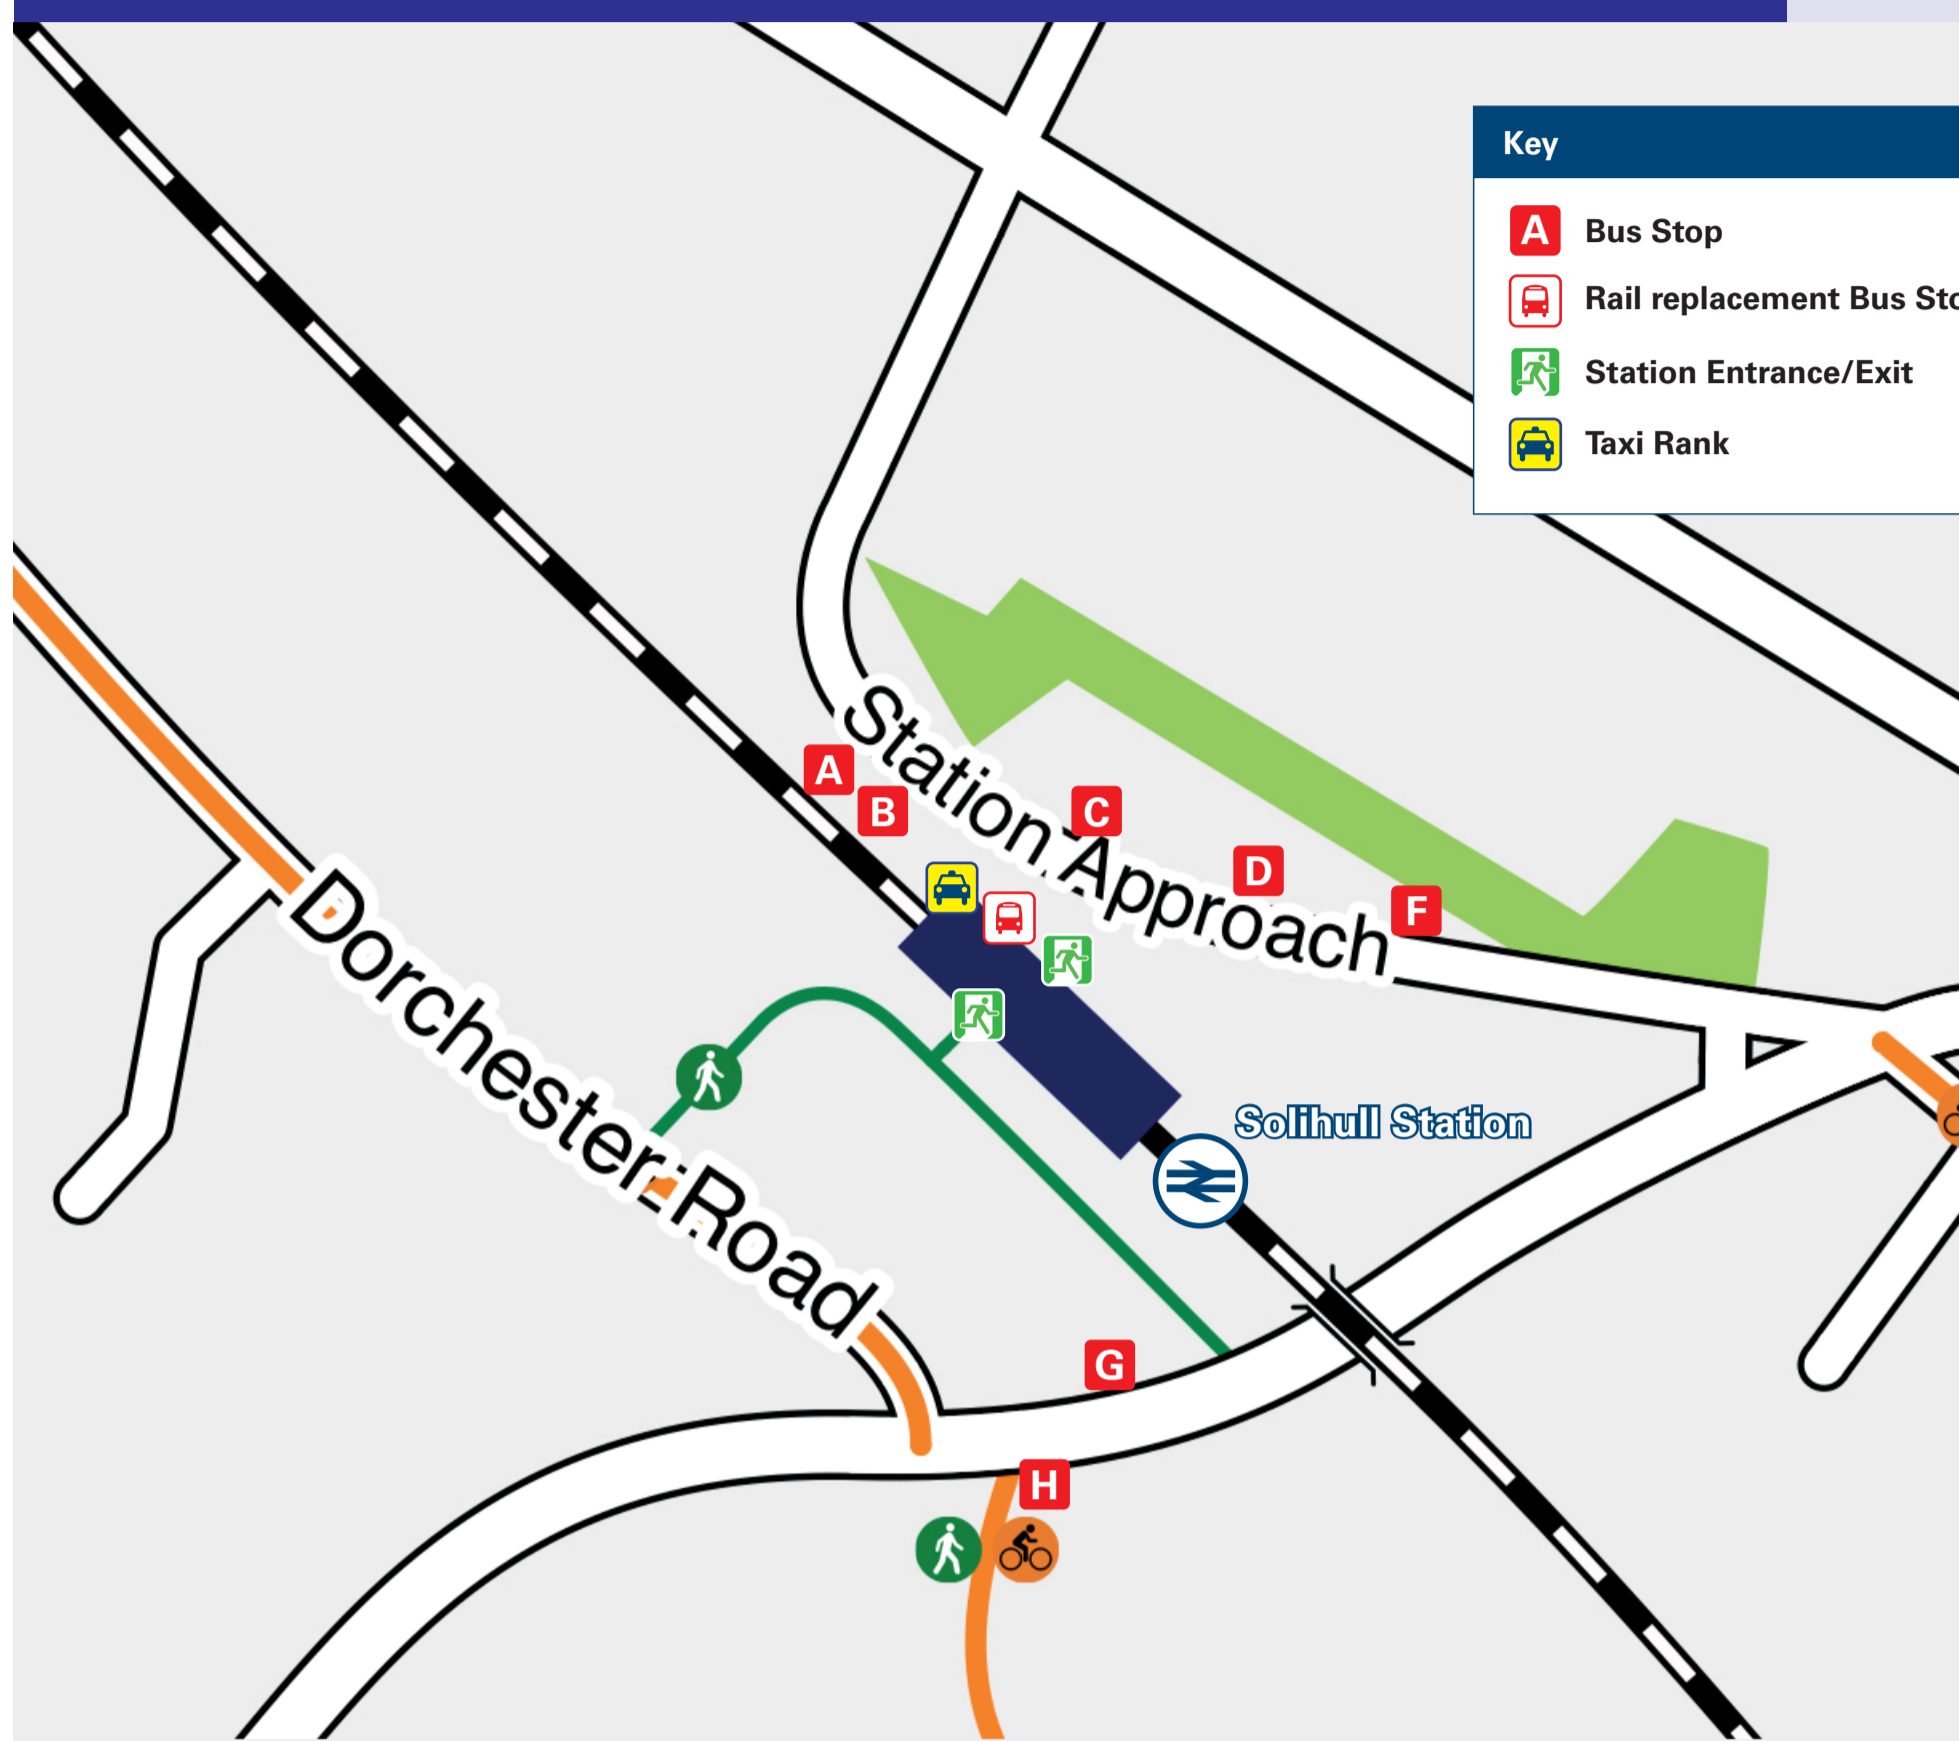 Key
A Bus Stop
Rail replacement Bus Sto
Station Entrance/Exit
Taxi Rank
Station Approach
A
B
C
D
F
Dorchester Road
Solihull Station
G
H